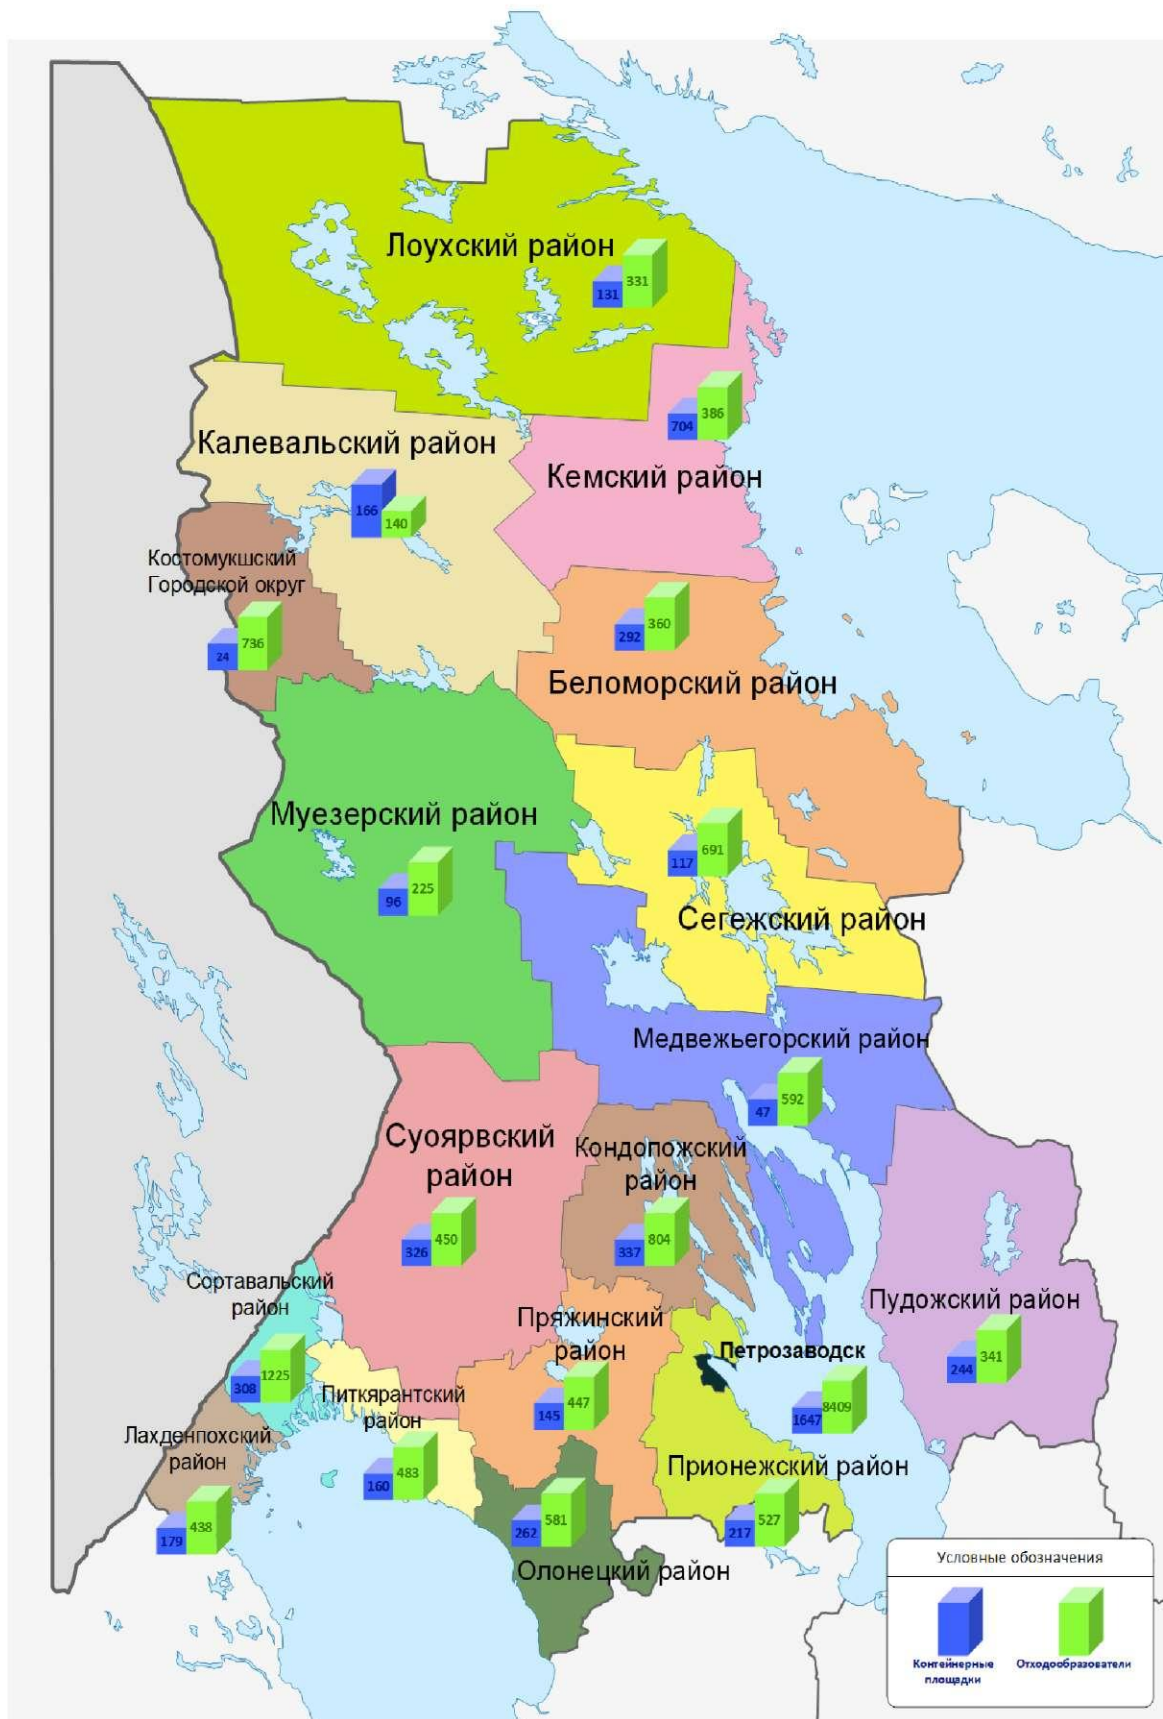 Лоухский район
131
331
386
704
Калевальский район
Кемский район
166
140
Костомукшский
Городской округ
292
360
24
736
Беломорский район
Муезерский район
117
691
96
225
Сегежский район
Медвежьегорский район
47
592
Суоярвский
район
Кондопожский
район
326
450
337
804
Сортавальский
район
Пряжинский
район
Пудожский район
Петрозаводск
244
341
308
1225
Питкярантский
район
145
447
1647
8409
Лахденпохский
район
Прионежский район
160
483
179
438
262
581
217
527
Олонецкий район
Условные обозначения
Контейнерные
площадки
Отходообразователи